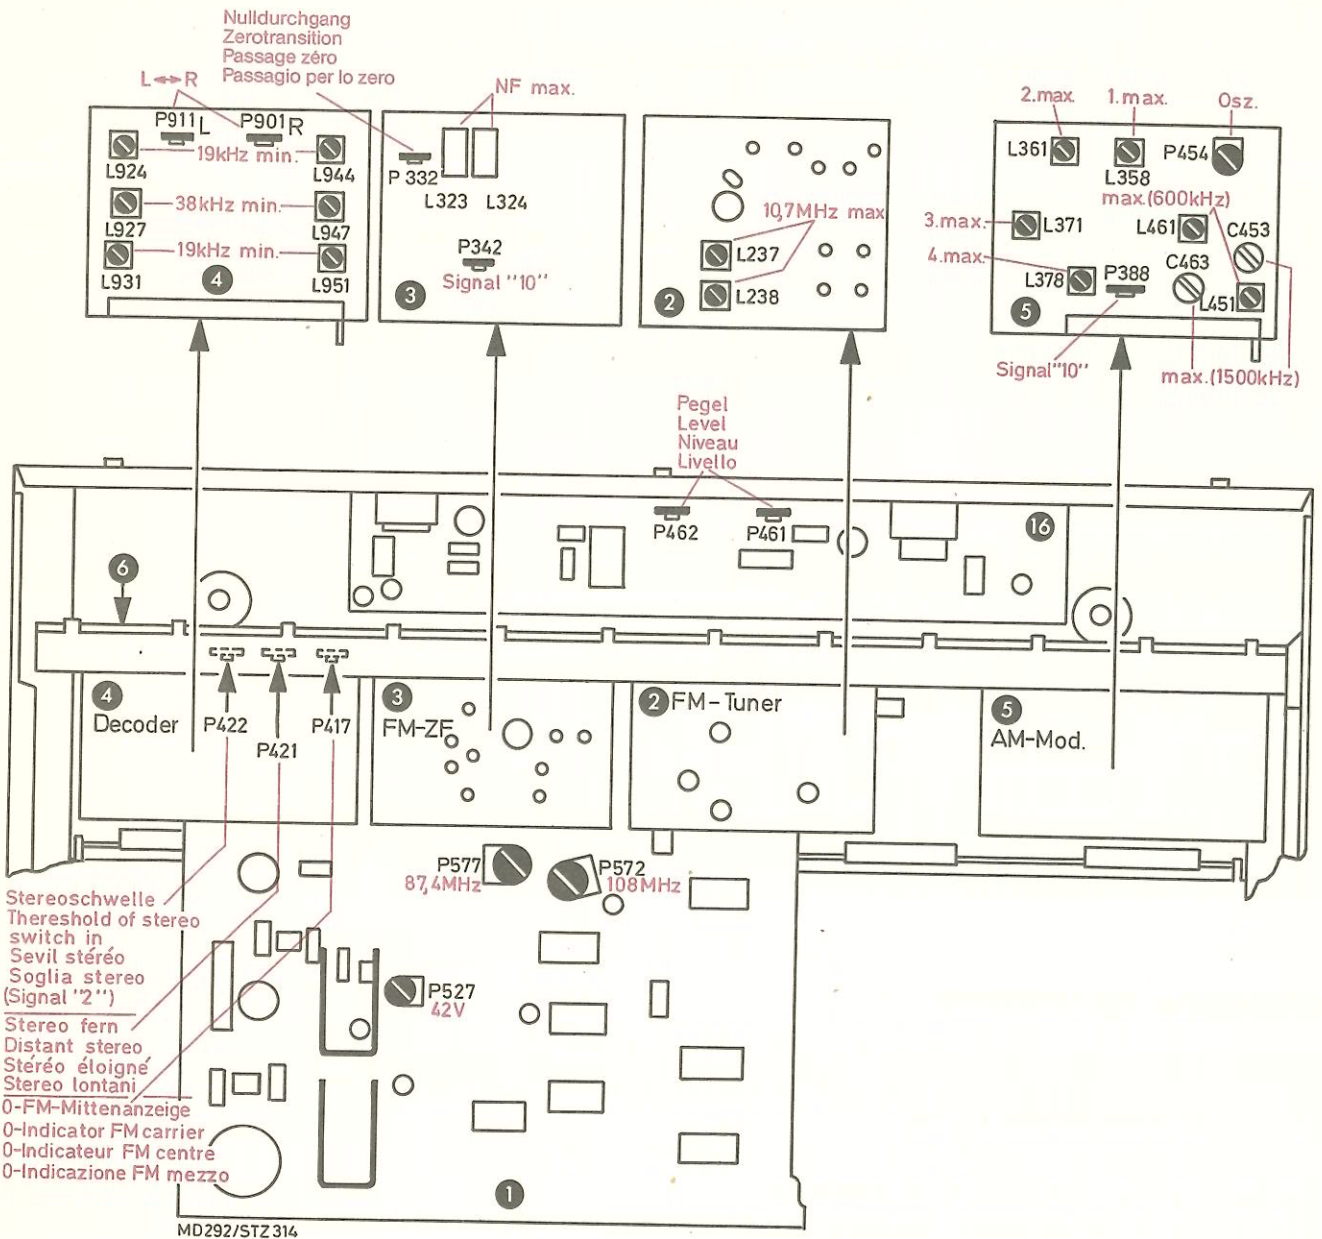 Nulldurchgang
Zerotransition
Passage zéro
Passagio per lo zero
L⇔R
NF max.
2.max.
1.max.
Osz.
P911 L
P901 R
L924
19kHz min.
L944
L927
38kHz min.
L947
L931
19kHz min.
L951
4
P 332
L323
L324
P342
Signal "10"
3
10,7MHz max
L237
L238
2
L361
L358
P454
max.(600kHz)
3.max.
L371
L461
C453
4.max.
L378
P388
C463
L451
5
Signal"10"
max.(1500kHz)
Pegel
Level
Niveau
Livello
P462
P461
16
6
4
Decoder
P422
P421
P417
3
FM-ZF
2 FM-Tuner
5
AM-Mod.
P577
87,4MHz
P572
108MHz
P527
42V
Stereoschwelle
Thereshold of stereo
switch in
Sevil stéréo
Soglia stereo
(Signal "2")
Stereo fern
Distant stereo
Stéréo éloigné
Stereo lontani
0-FM-Mittenanzeige
0-Indicator FM carrier
0-Indicateur FM centre
0-Indicazione FM mezzo
1
MD292/STZ314